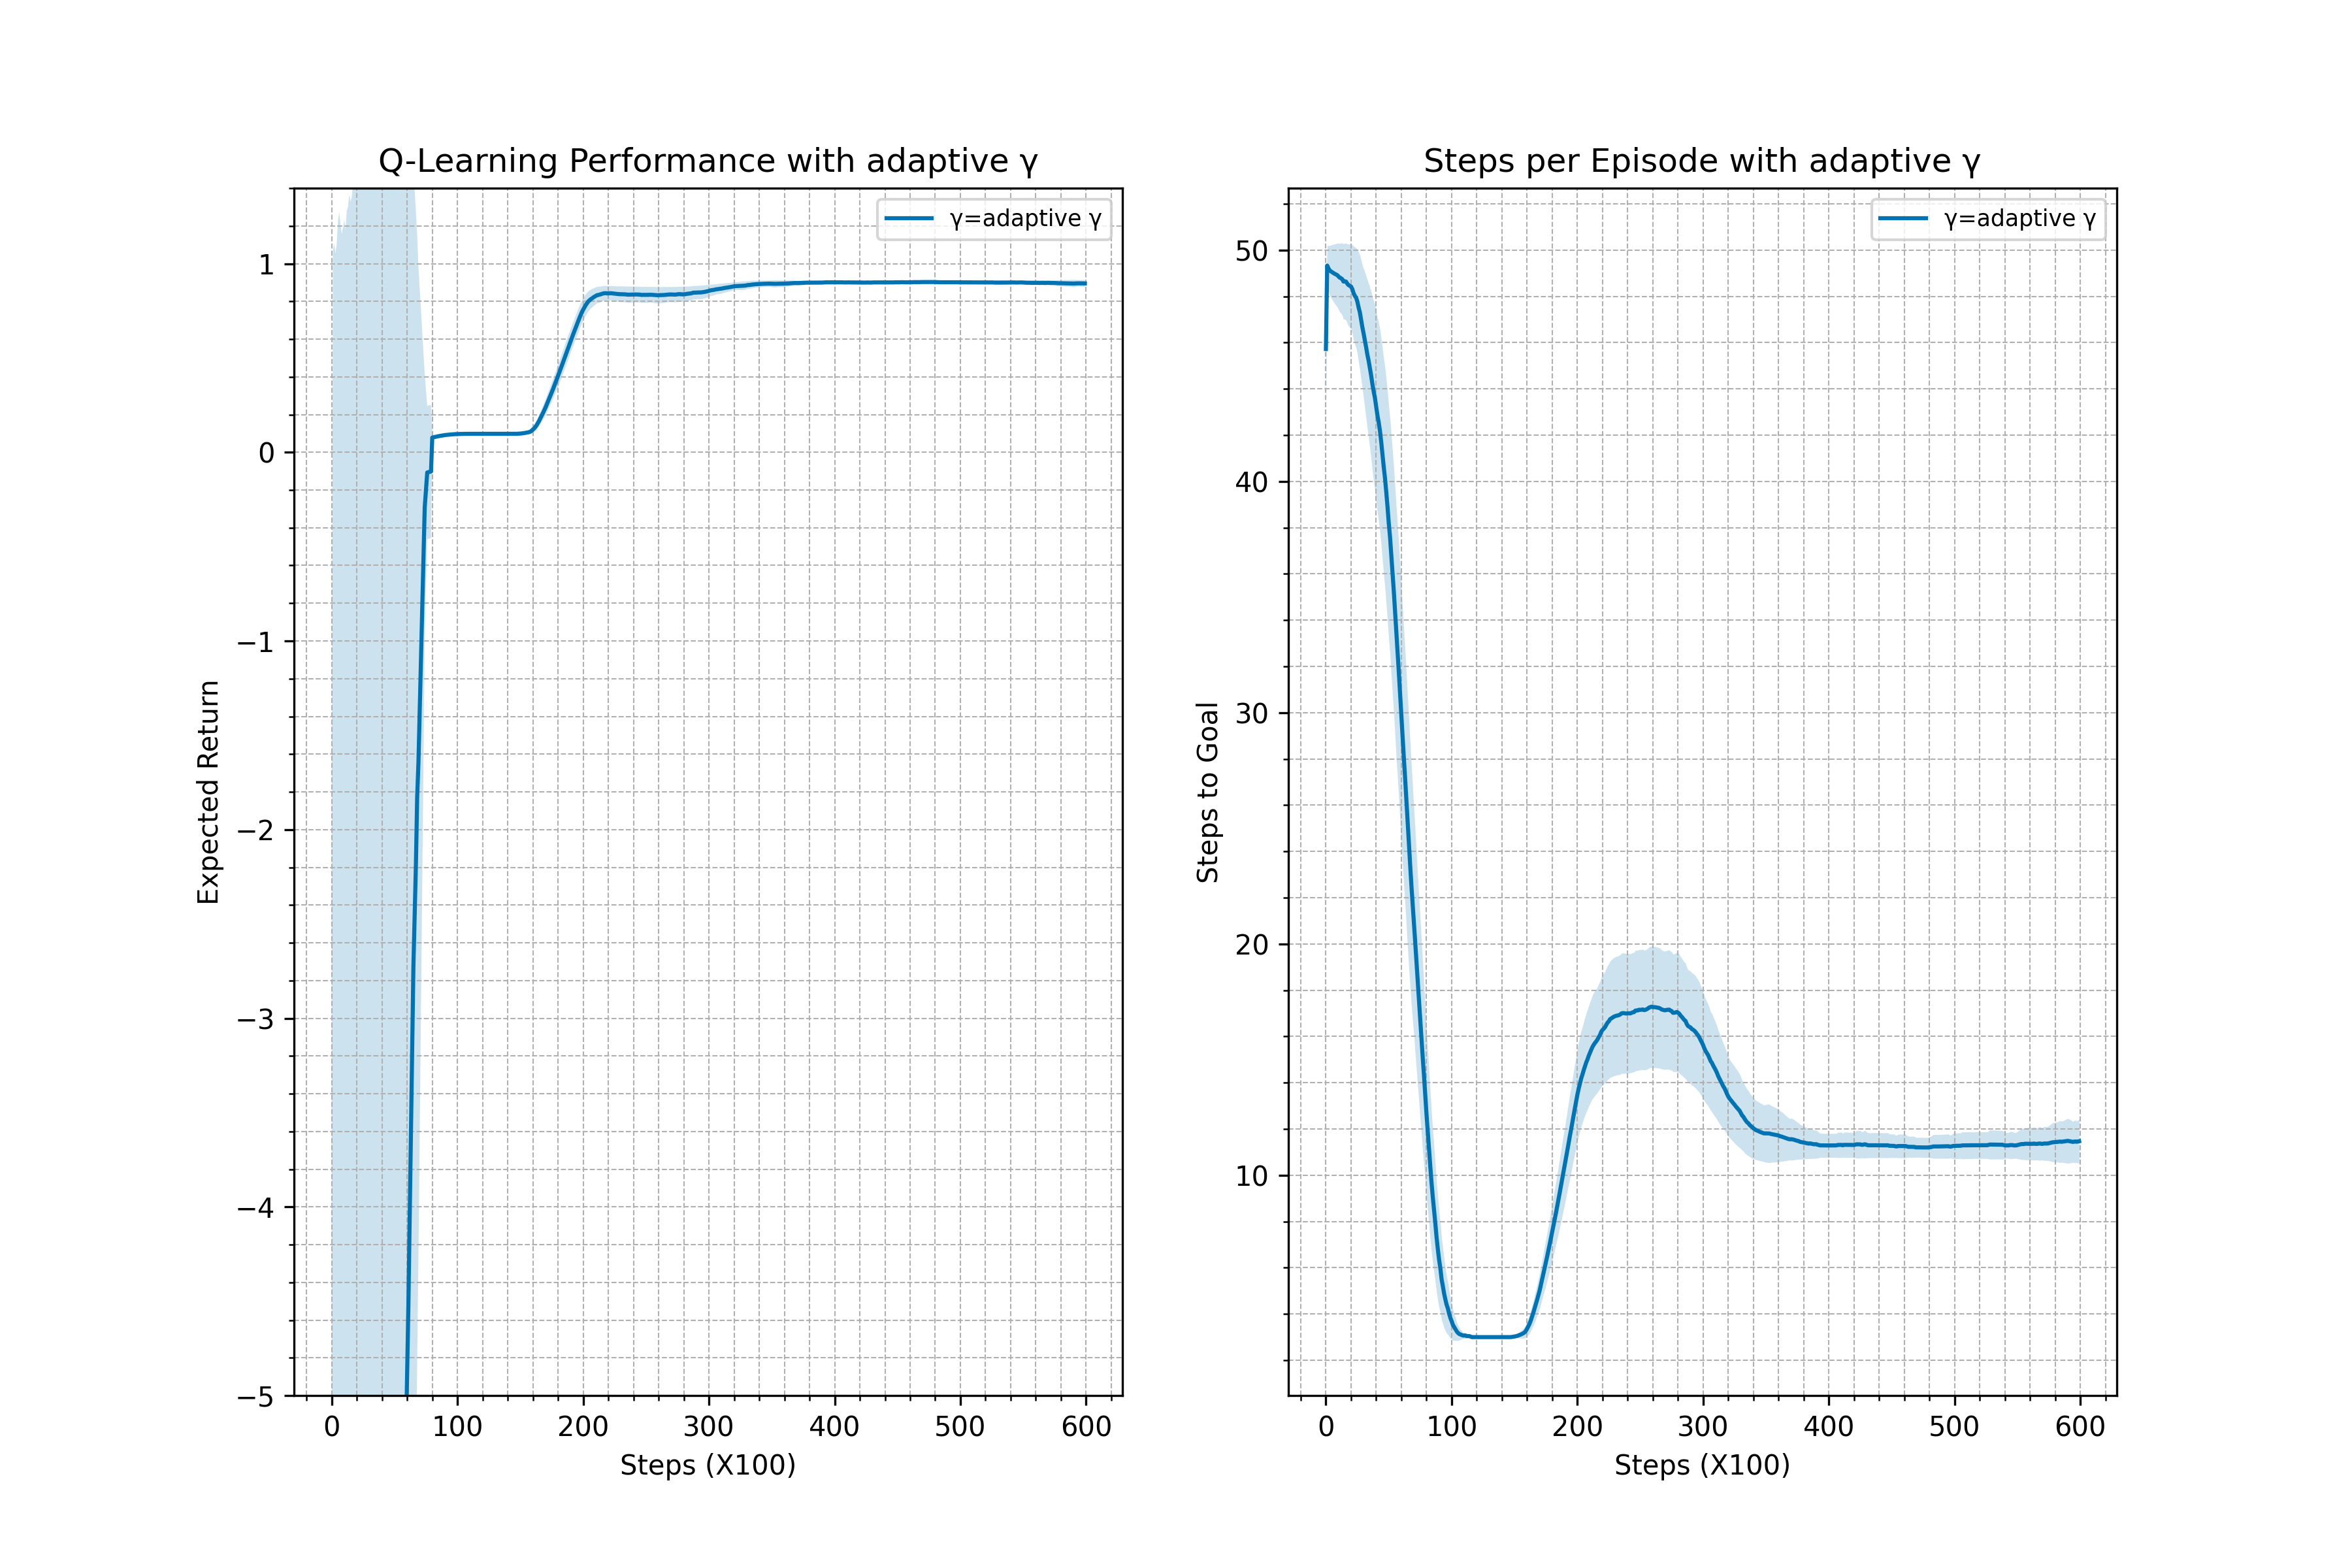 Q-Learning Performance with adaptive γ
γ=adaptive γ
1
0
−1
−2
−3
−4
−5
Expected Return
0 100 200 300 400 500 600
Steps (X100)
Steps per Episode with adaptive γ
γ=adaptive γ
50
40
30
20
10
Steps to Goal
0 100 200 300 400 500 600
Steps (X100)